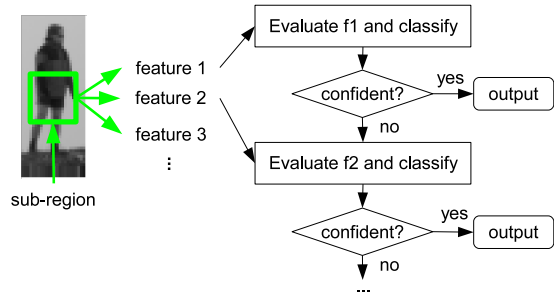 Evaluate f1 and classify
feature 1
feature 2
feature 3
...
sub-region
confident?
yes
output
no
Evaluate f2 and classify
confident?
yes
output
no
...